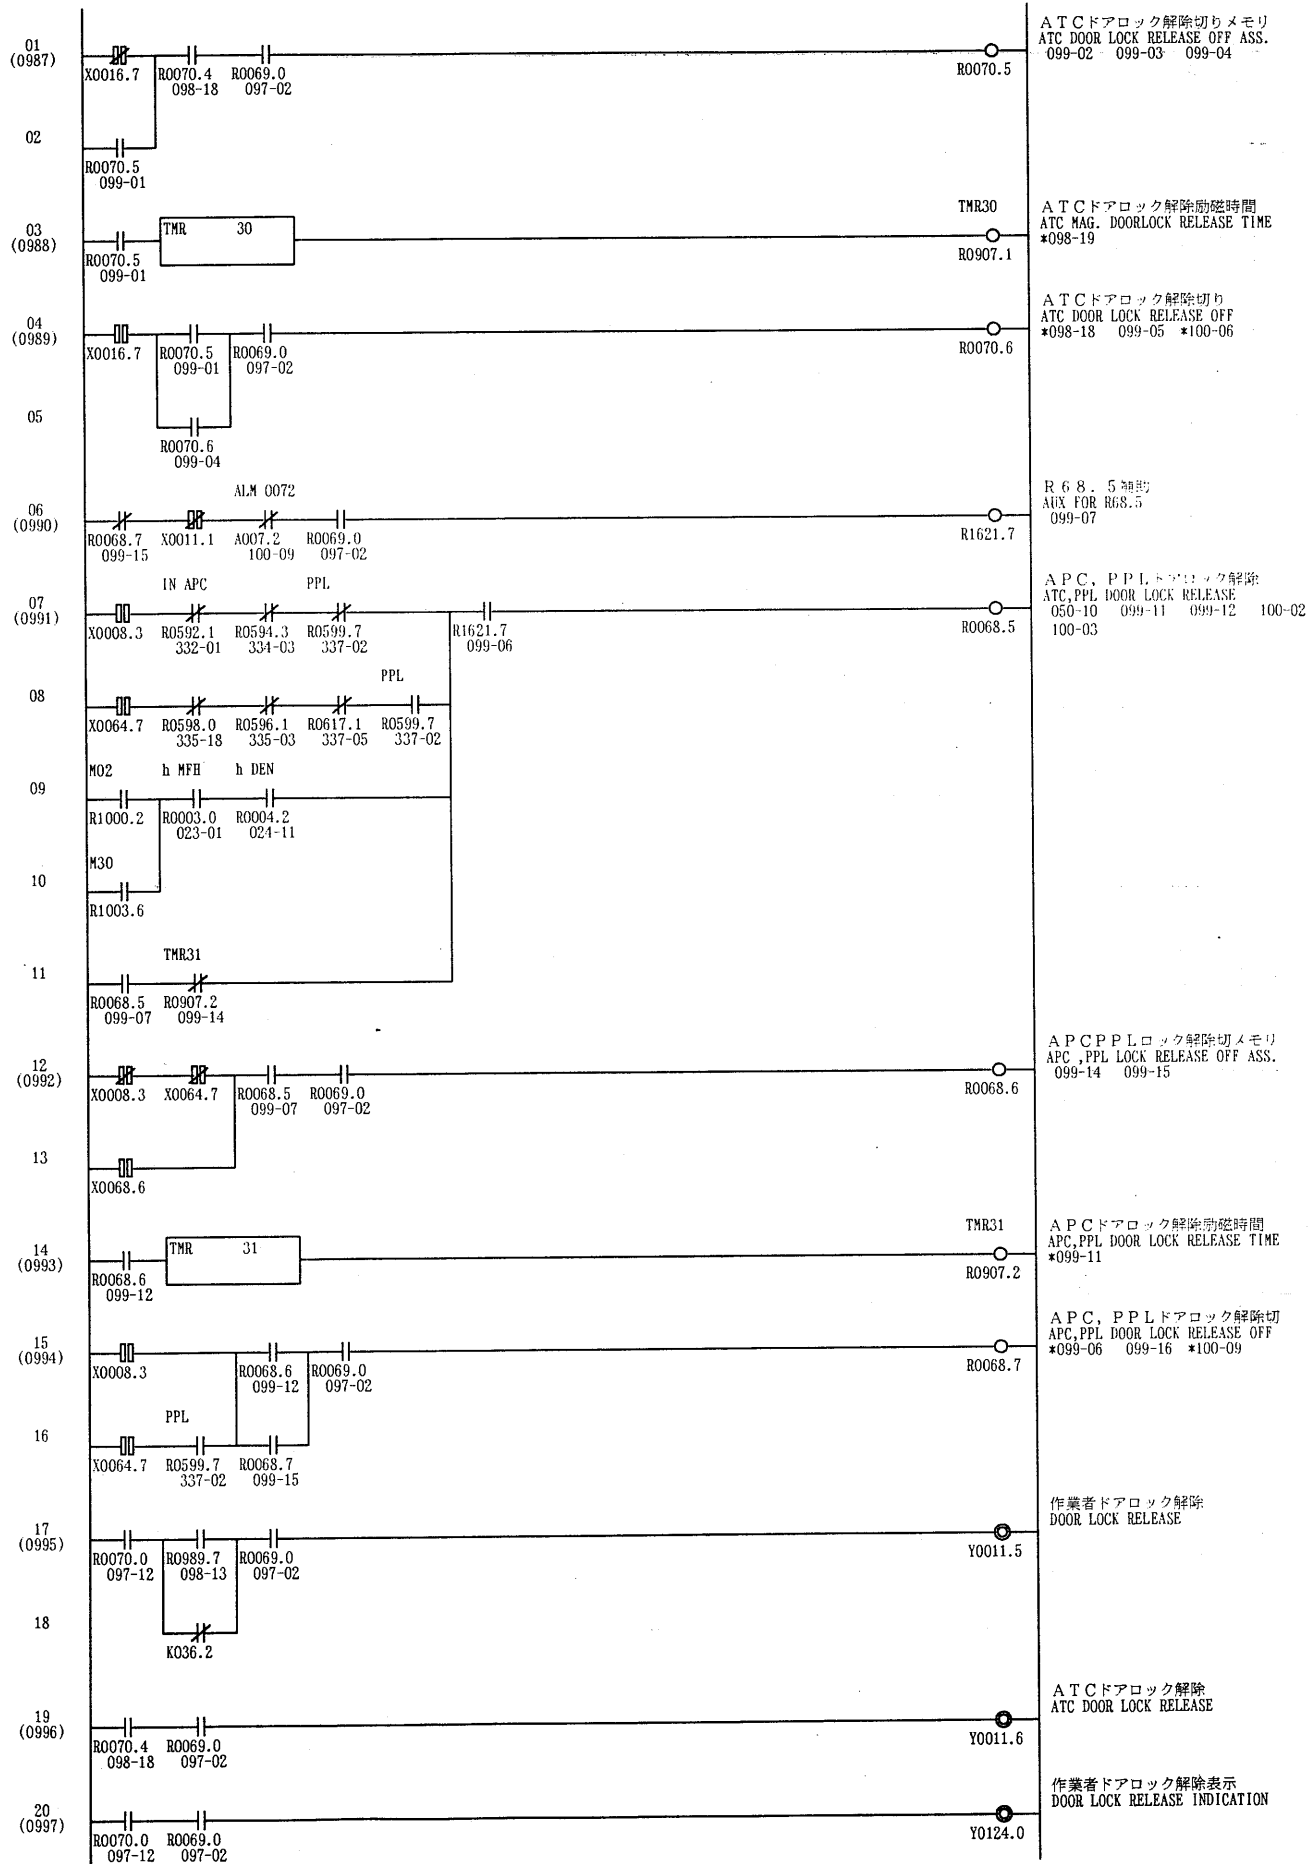 01
(0987)
X0016.7 R0070.4 R0069.0 R0070.5
098-18 097-02
ATCドアロック解除切りメモリ
ATC DOOR LOCK RELEASE OFF ASS.
099-02 099-03 099-04
02
R0070.5
099-01
03
(0988)
TMR 30
TMR30
R0070.5 R0907.1
099-01
ATCドアロック解除励磁時間
ATC MAG. DOORLOCK RELEASE TIME
*098-19
04
(0989)
X0016.7 R0070.5 R0069.0 R0070.6
099-01 097-02
ATCドアロック解除切り
ATC DOOR LOCK RELEASE OFF
*098-18 099-05 *100-06
05
R0070.6
099-04
ALM 0072
06
(0990)
R0068.7 X0011.1 A007.2 R0069.0 R1621.7
099-15 100-09 097-02
R68.5補助
AUX FOR R68.5
099-07
IN APC PPL
07
(0991)
X0008.3 R0592.1 R0594.3 R0599.7 R1621.7 R0068.5
332-01 334-03 337-02 099-06
APC, PPLドアロック解除
ATC,PPL DOOR LOCK RELEASE
050-10 099-11 099-12 100-02
100-03
PPL
08
X0064.7 R0598.0 R0596.1 R0617.1 R0599.7
335-18 335-03 337-05 337-02
M02 h MFH h DEN
09
R1000.2 R0003.0 R0004.2
023-01 024-11
M30
10
R1003.6
TMR31
11
R0068.5 R0907.2
099-07 099-14
12
(0992)
X0008.3 X0064.7 R0068.5 R0069.0 R0068.6
099-07 097-02
APCPPLロック解除切メモリ
APC ,PPL LOCK RELEASE OFF ASS.
099-14 099-15
13
X0068.6
14
(0993)
TMR 31
TMR31
R0068.6 R0907.2
099-12
APCドアロック解除励磁時間
APC,PPL DOOR LOCK RELEASE TIME
*099-11
15
(0994)
X0008.3 R0068.6 R0069.0 R0068.7
099-12 097-02
APC, PPLドアロック解除切
APC,PPL DOOR LOCK RELEASE OFF
*099-06 099-16 *100-09
PPL
16
X0064.7 R0599.7 R0068.7
337-02 099-15
17
(0995)
R0070.0 R0989.7 R0069.0 Y0011.5
097-12 098-13 097-02
作業者ドアロック解除
DOOR LOCK RELEASE
18
K036.2
19
(0996)
R0070.4 R0069.0 Y0011.6
098-18 097-02
ATCドアロック解除
ATC DOOR LOCK RELEASE
20
(0997)
R0070.0 R0069.0 Y0124.0
097-12 097-02
作業者ドアロック解除表示
DOOR LOCK RELEASE INDICATION